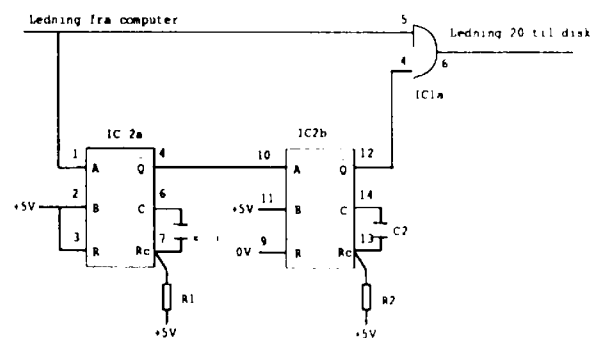 Ledning fra computer
5
Ledning 20 til disk
4
6
IC1a
IC 2a
IC2b
1
4
10
12
A
Q
A
Q
2
6
11
14
+5V
B
C
+5V
B
C
C2
3
7
9
13
R
Rc
0V
R
Rc
R1
R2
+5V
+5V